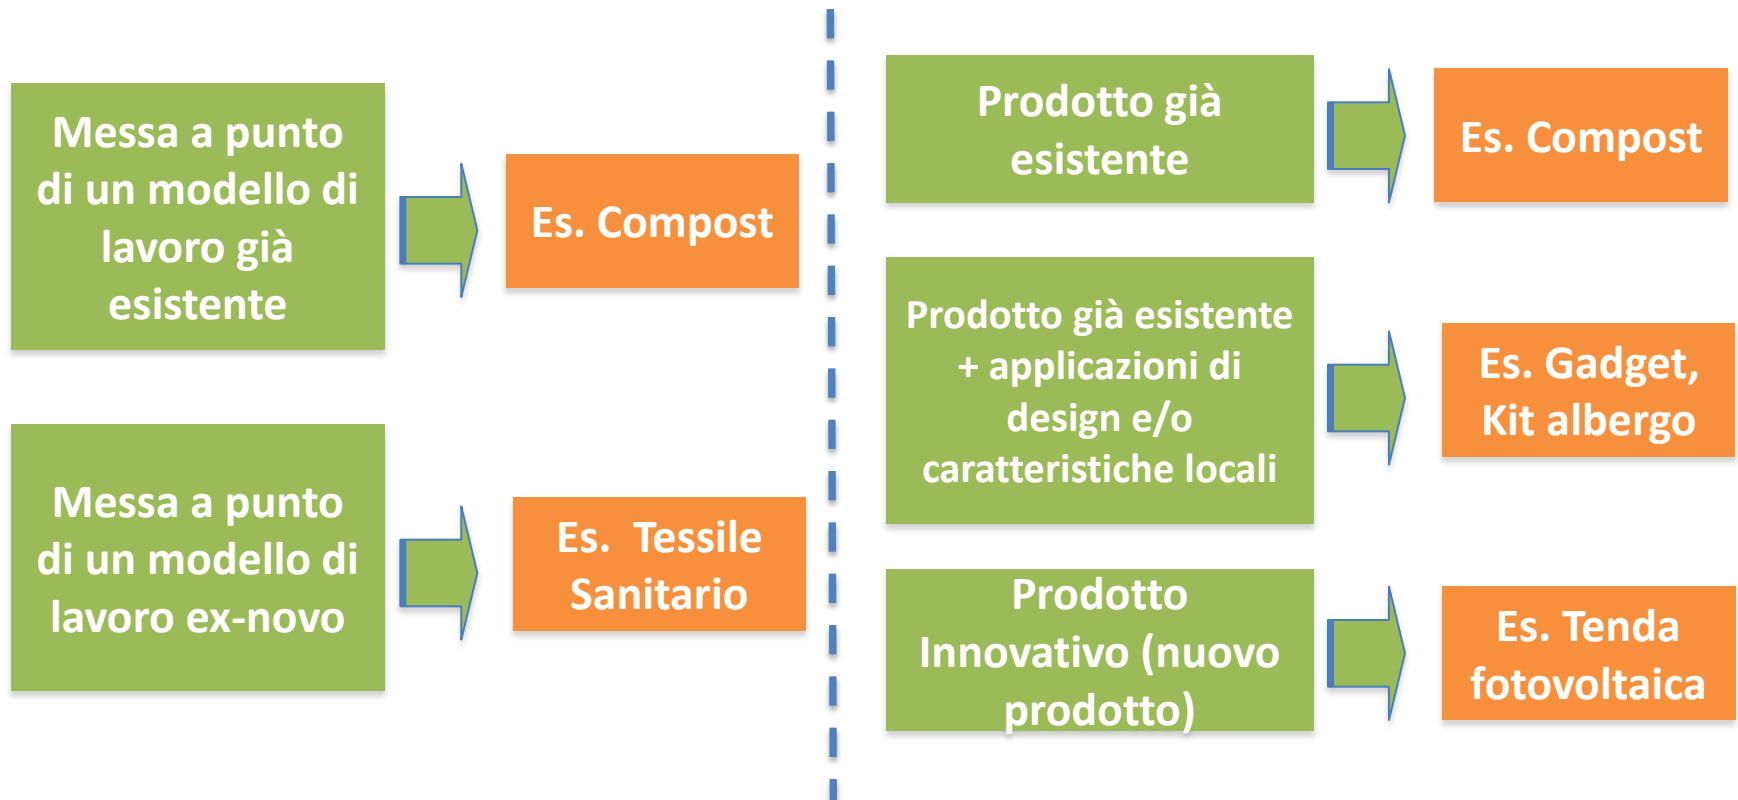 Messa a punto
di un modello di
lavoro già
esistente
Es. Compost
Messa a punto
di un modello di
lavoro ex-novo
Es. Tessile
Sanitario
Prodotto già
esistente
Es. Compost
Prodotto già esistente
+ applicazioni di
design e/o
caratteristiche locali
Es. Gadget,
Kit albergo
Prodotto
Innovativo (nuovo
prodotto)
Es. Tenda
fotovoltaica